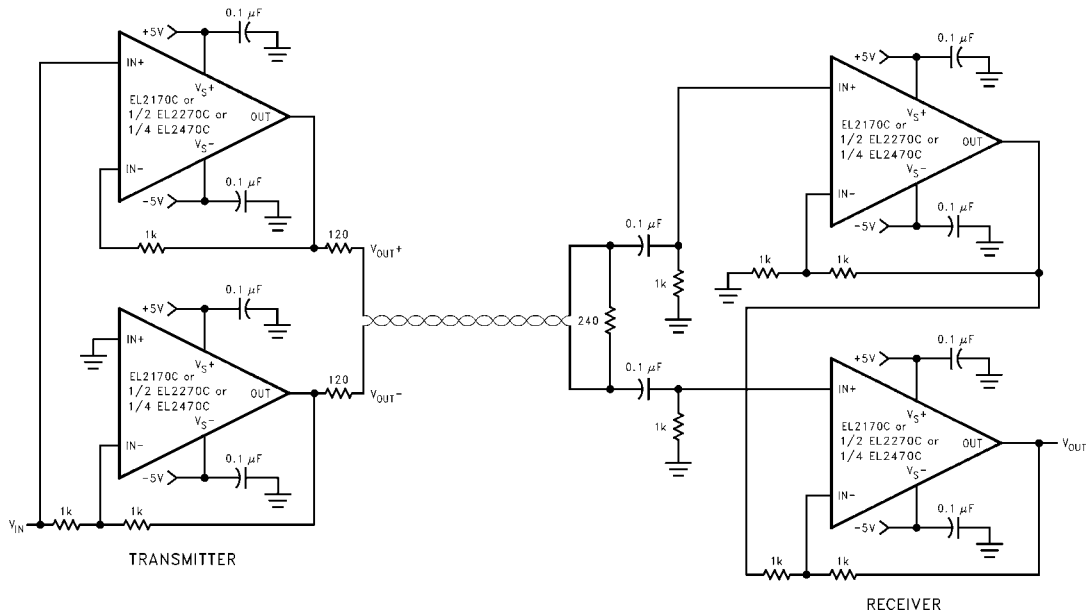 0.1 µF
+5V
IN+
VS+
EL2170C or
1/2 EL2270C or
1/4 EL2470C
OUT
VS−
IN−
0.1 µF
−5V
1k
120
VOUT+
0.1 µF
+5V
IN+
VS+
EL2170C or
1/2 EL2270C or
1/4 EL2470C
OUT
120
VOUT−
VS−
IN−
0.1 µF
−5V
VIN
1k
1k
TRANSMITTER
240
0.1 µF
1k
0.1 µF
1k
0.1 µF
+5V
IN+
VS+
EL2170C or
1/2 EL2270C or
1/4 EL2470C
OUT
VS−
IN−
0.1 µF
−5V
1k
1k
0.1 µF
+5V
IN+
VS+
EL2170C or
1/2 EL2270C or
1/4 EL2470C
OUT
VOUT
VS−
IN−
0.1 µF
−5V
1k
1k
RECEIVER